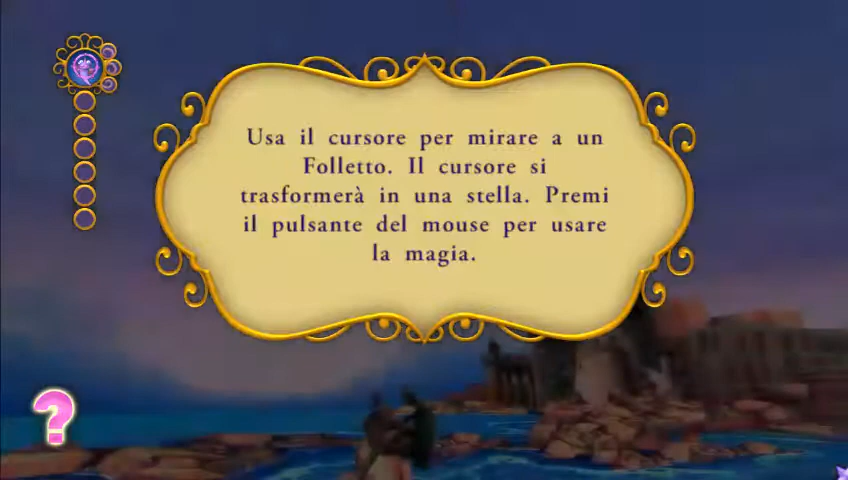 Usa il cursore per mirare a un
Folletto. Il cursore si
trasformerà in una stella. Premi
il pulsante del mouse per usare
la magia.
?